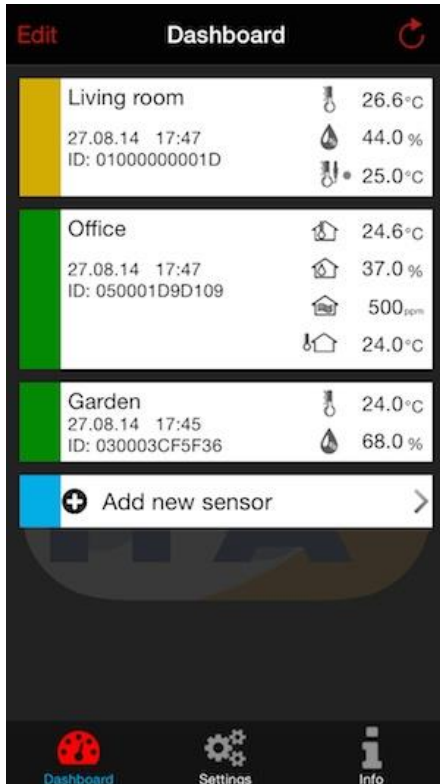 Edit Dashboard
Living room 26.6°C
27.08.14 17:47 44.0 %
ID: 01000000001D 25.0°C
Office 24.6°C
27.08.14 17:47 37.0 %
ID: 050001D9D109
500 ppm
24.0°C
Garden 24.0°C
27.08.14 17:45
ID: 030003CF5F36 68.0 %
Add new sensor
Dashboard Settings Info